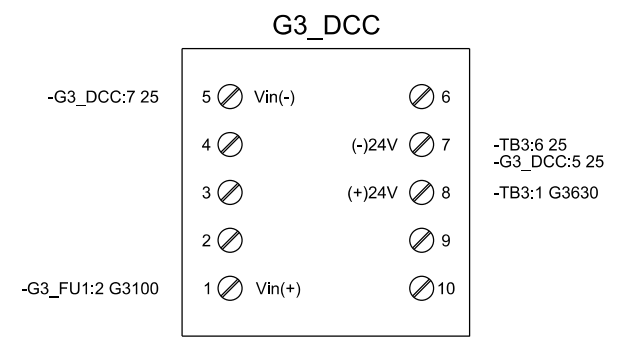 G3_DCC
-G3_DCC:7 25 5 Vin(-) 6
4 (-)24V 7 -TB3:6 25
-G3_DCC:5 25
3 (+)24V 8 -TB3:1 G3630
2 9
-G3_FU1:2 G3100 1 Vin(+) 10